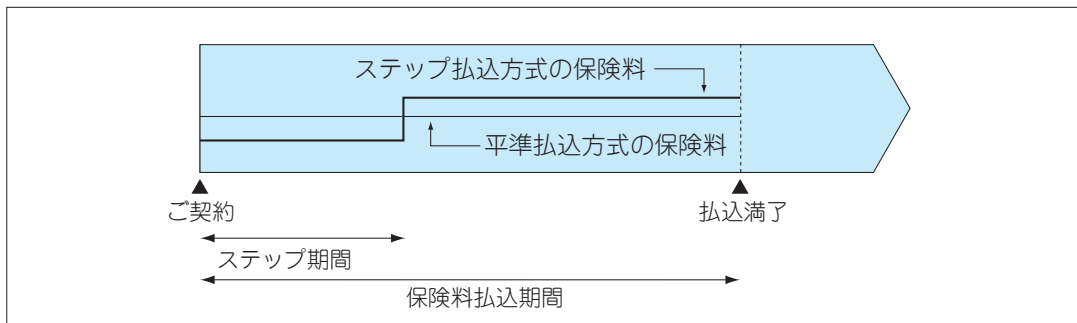 ステップ払込方式の保険料
平準払込方式の保険料
ご契約
払込満了
ステップ期間
保険料払込期間